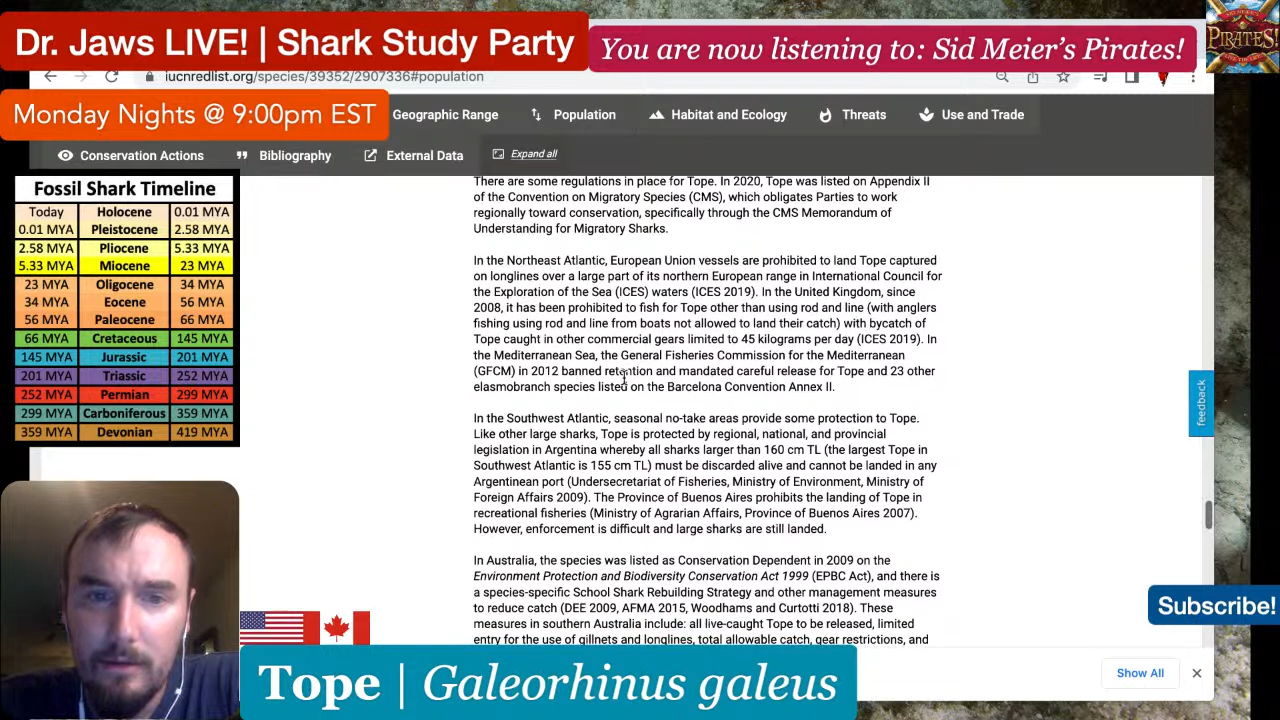 Dr. Jaws LIVE! | Shark Study Party
You are now listening to: Sid Meier's Pirates!
SID MEIER'S
PIRATES!
iucnredlist.org/species/39352/2907336#population
Monday Nights @ 9:00pm EST
Geographic Range
Population
Habitat and Ecology
Threats
Use and Trade
Conservation Actions
Bibliography
External Data
Expand all
Fossil Shark Timeline
Today Holocene 0.01 MYA
0.01 MYA Pleistocene 2.58 MYA
2.58 MYA Pliocene 5.33 MYA
5.33 MYA Miocene 23 MYA
23 MYA Oligocene 34 MYA
34 MYA Eocene 56 MYA
56 MYA Paleocene 66 MYA
66 MYA Cretaceous 145 MYA
145 MYA Jurassic 201 MYA
201 MYA Triassic 252 MYA
252 MYA Permian 299 MYA
299 MYA Carboniferous 359 MYA
359 MYA Devonian 419 MYA
There are some regulations in place for Tope. In 2020, Tope was listed on Appendix II
of the Convention on Migratory Species (CMS), which obligates Parties to work
regionally toward conservation, specifically through the CMS Memorandum of
Understanding for Migratory Sharks.
In the Northeast Atlantic, European Union vessels are prohibited to land Tope captured
on longlines over a large part of its northern European range in International Council for
the Exploration of the Sea (ICES) waters (ICES 2019). In the United Kingdom, since
2008, it has been prohibited to fish for Tope other than using rod and line (with anglers
fishing using rod and line from boats not allowed to land their catch) with bycatch of
Tope caught in other commercial gears limited to 45 kilograms per day (ICES 2019). In
the Mediterranean Sea, the General Fisheries Commission for the Mediterranean
(GFCM) in 2012 banned retention and mandated careful release for Tope and 23 other
elasmobranch species listed on the Barcelona Convention Annex II.
In the Southwest Atlantic, seasonal no-take areas provide some protection to Tope.
Like other large sharks, Tope is protected by regional, national, and provincial
legislation in Argentina whereby all sharks larger than 160 cm TL (the largest Tope in
Southwest Atlantic is 155 cm TL) must be discarded alive and cannot be landed in any
Argentinean port (Undersecretariat of Fisheries, Ministry of Environment, Ministry of
Foreign Affairs 2009). The Province of Buenos Aires prohibits the landing of Tope in
recreational fisheries (Ministry of Agrarian Affairs, Province of Buenos Aires 2007).
However, enforcement is difficult and large sharks are still landed.
In Australia, the species was listed as Conservation Dependent in 2009 on the
Environment Protection and Biodiversity Conservation Act 1999 (EPBC Act), and there is
a species-specific School Shark Rebuilding Strategy and other management measures
to reduce catch (DEE 2009, AFMA 2015, Woodhams and Curtotti 2018). These
measures in southern Australia include: all live-caught Tope to be released, limited
entry for the use of gillnets and longlines, total allowable catch, gear restrictions, and
feedback
Subscribe!
Show All
Tope | Galeorhinus galeus